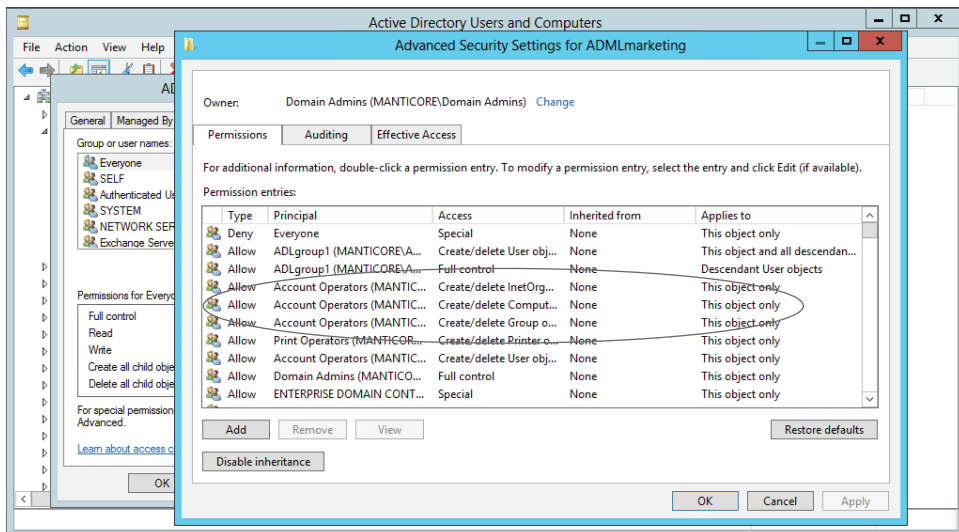 Active Directory Users and Computers
File Action View Help
AD
General Managed By
Group or user names:
Everyone
SELF
Authenticated Us
SYSTEM
NETWORK SER
Exchange Serve
Permissions for Everyo
Full control
Read
Write
Create all child obje
Delete all child obje
For special permission
Advanced.
Learn about access c
OK
Advanced Security Settings for ADMLmarketing
Owner: Domain Admins (MANTICORE\Domain Admins) Change
Permissions Auditing Effective Access
For additional information, double-click a permission entry. To modify a permission entry, select the entry and click Edit (if available).
Permission entries:
Type Principal Access Inherited from Applies to
Deny Everyone Special None This object only
Allow ADLgroup1 (MANTICORE\A... Create/delete User obj... None This object and all descendan...
Allow ADLgroup1 (MANTICORE\A... Full control None Descendant User objects
Allow Account Operators (MANTIC... Create/delete InetOrg... None This object only
Allow Account Operators (MANTIC... Create/delete Comput... None This object only
Allow Account Operators (MANTIC... Create/delete Group o... None This object only
Allow Print Operators (MANTICOR... Create/delete Printer o... None This object only
Allow Account Operators (MANTIC... Create/delete User obj... None This object only
Allow Domain Admins (MANTICO... Full control None This object only
Allow ENTERPRISE DOMAIN CONT... Special None This object only
Add Remove View Restore defaults
Disable inheritance
OK Cancel Apply